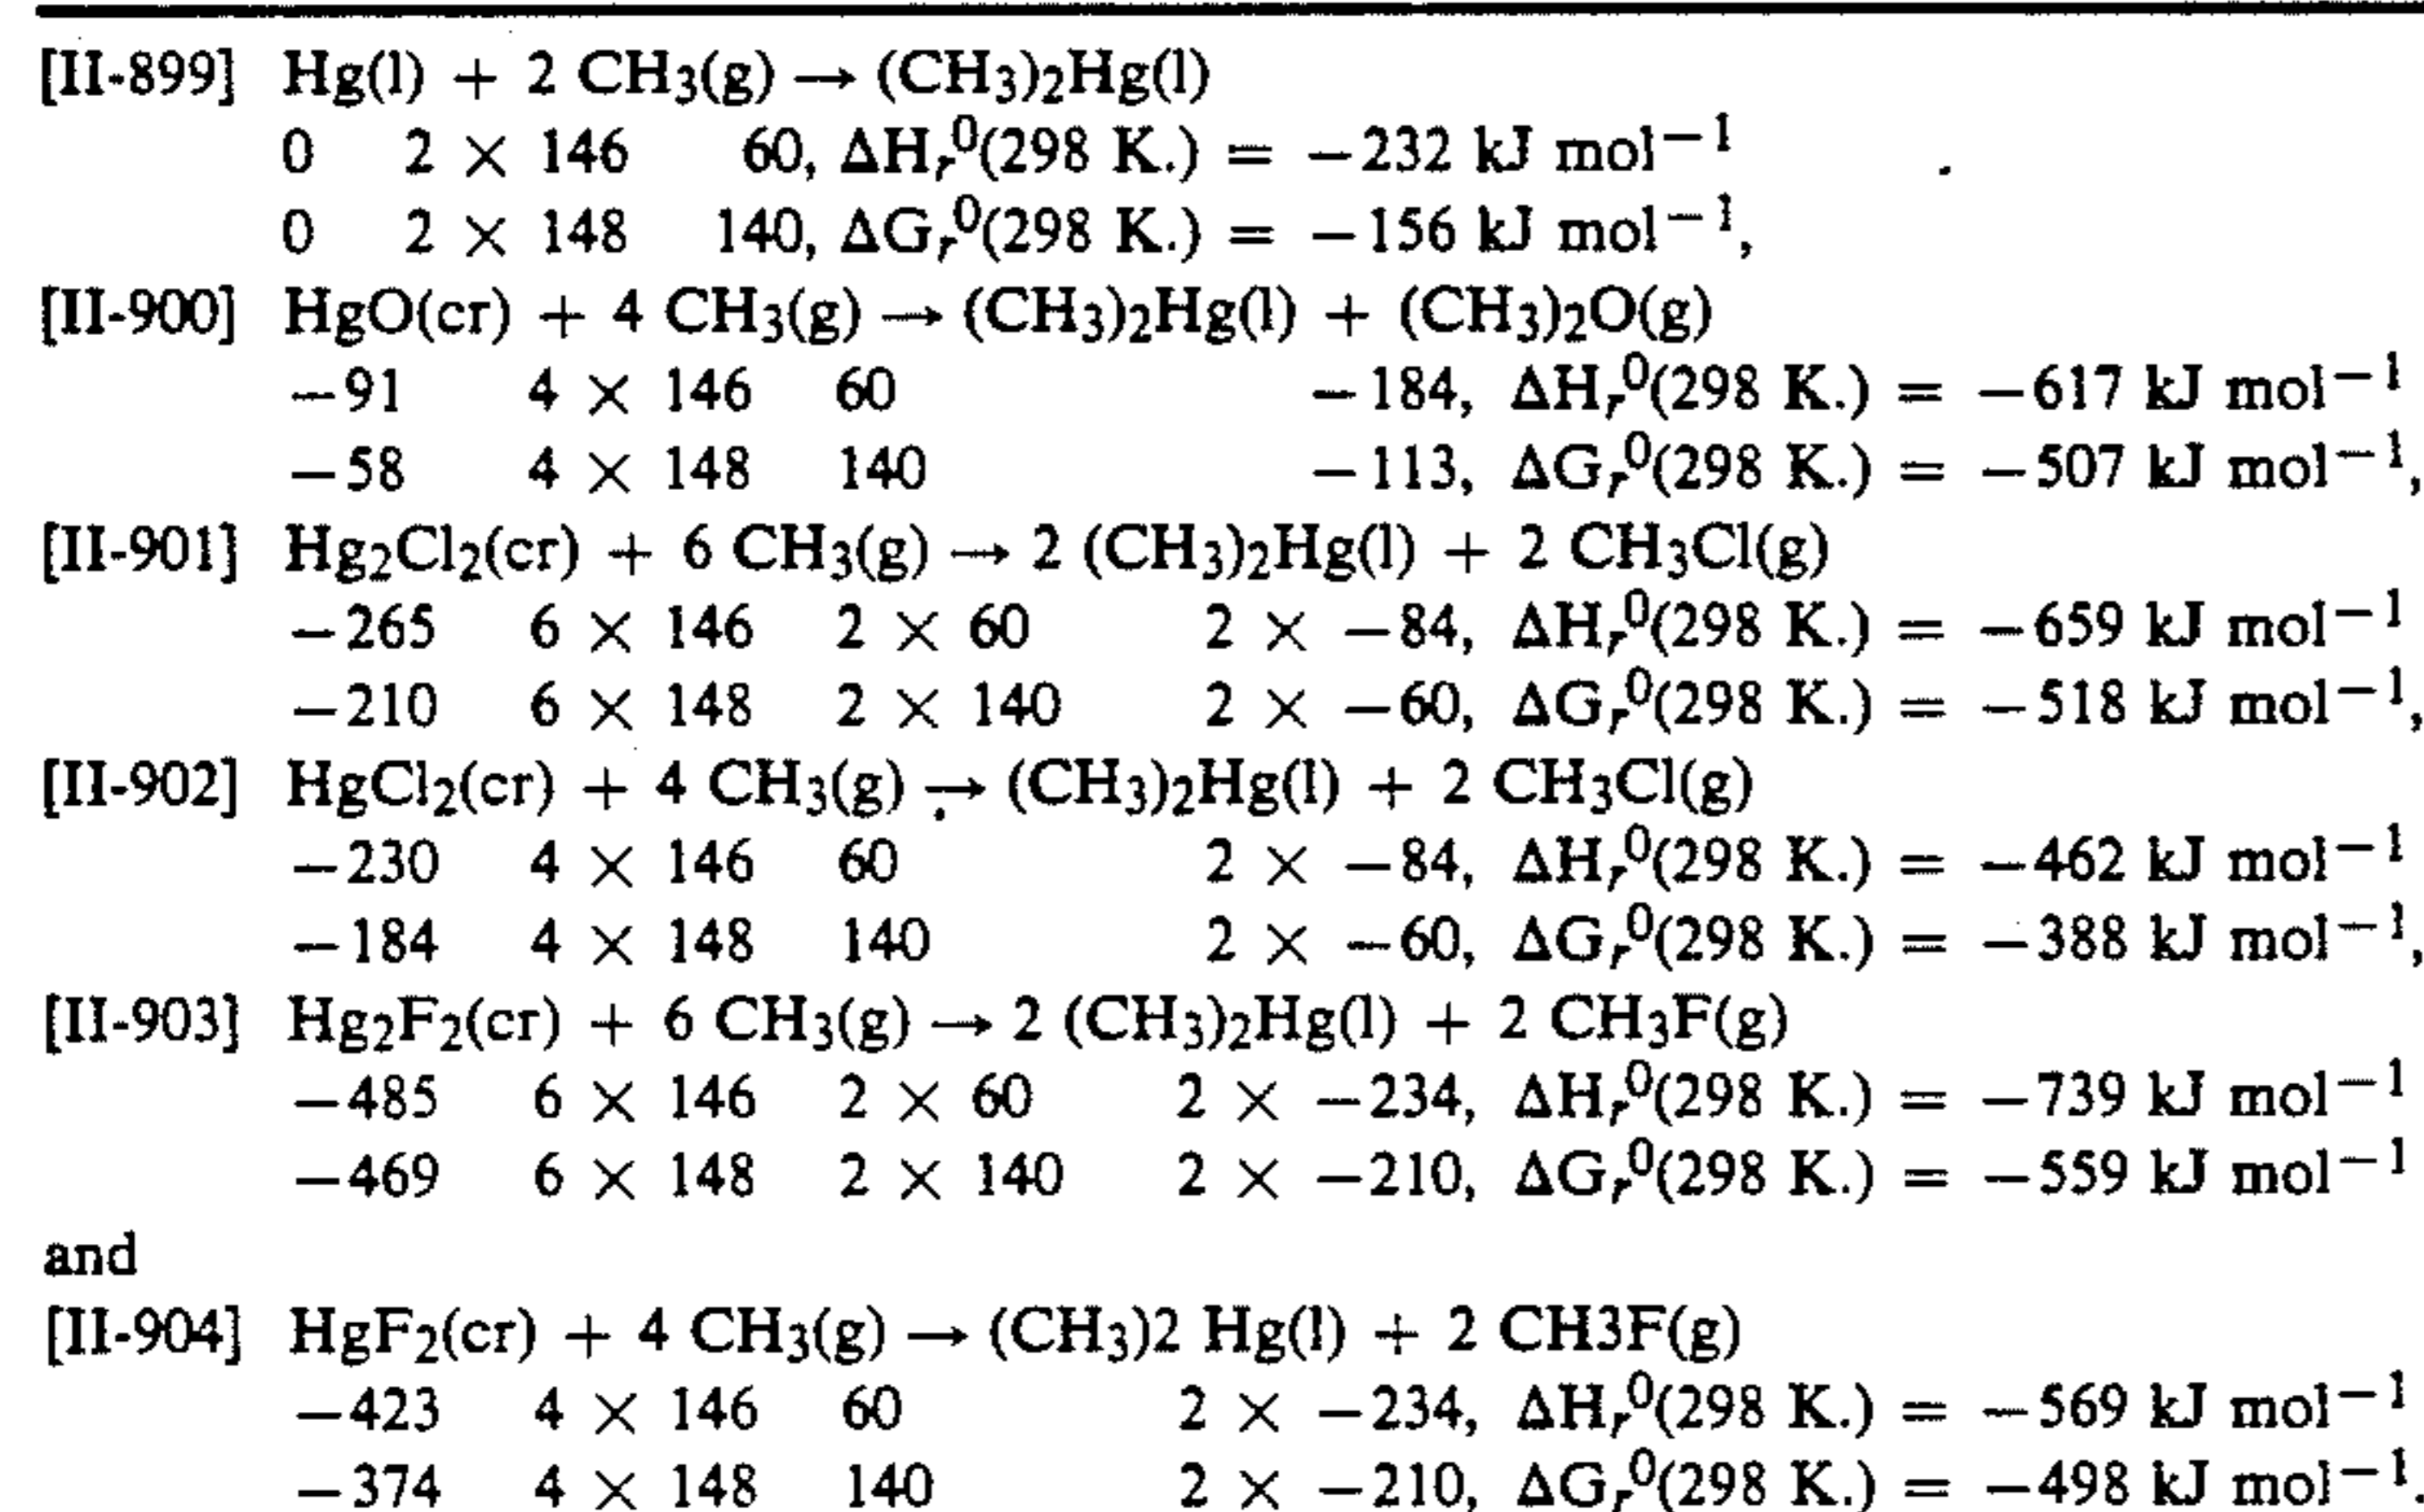 [II-899] Hg(l) + 2 CH₃(g) → (CH₃)₂Hg(l)
0 2 × 146 60, ΔHᵣ⁰(298 K.) = −232 kJ mol⁻¹
0 2 × 148 140, ΔGᵣ⁰(298 K.) = −156 kJ mol⁻¹,
[II-900] HgO(cr) + 4 CH₃(g) → (CH₃)₂Hg(l) + (CH₃)₂O(g)
−91 4 × 146 60 −184, ΔHᵣ⁰(298 K.) = −617 kJ mol⁻¹
−58 4 × 148 140 −113, ΔGᵣ⁰(298 K.) = −507 kJ mol⁻¹,
[II-901] Hg₂Cl₂(cr) + 6 CH₃(g) → 2 (CH₃)₂Hg(l) + 2 CH₃Cl(g)
−265 6 × 146 2 × 60 2 × −84, ΔHᵣ⁰(298 K.) = −659 kJ mol⁻¹
−210 6 × 148 2 × 140 2 × −60, ΔGᵣ⁰(298 K.) = −518 kJ mol⁻¹,
[II-902] HgCl₂(cr) + 4 CH₃(g) → (CH₃)₂Hg(l) + 2 CH₃Cl(g)
−230 4 × 146 60 2 × −84, ΔHᵣ⁰(298 K.) = −462 kJ mol⁻¹
−184 4 × 148 140 2 × −60, ΔGᵣ⁰(298 K.) = −388 kJ mol⁻¹,
[II-903] Hg₂F₂(cr) + 6 CH₃(g) → 2 (CH₃)₂Hg(l) + 2 CH₃F(g)
−485 6 × 146 2 × 60 2 × −234, ΔHᵣ⁰(298 K.) = −739 kJ mol⁻¹
−469 6 × 148 2 × 140 2 × −210, ΔGᵣ⁰(298 K.) = −559 kJ mol⁻¹
and
[II-904] HgF₂(cr) + 4 CH₃(g) → (CH₃)2 Hg(l) + 2 CH3F(g)
−423 4 × 146 60 2 × −234, ΔHᵣ⁰(298 K.) = −569 kJ mol⁻¹
−374 4 × 148 140 2 × −210, ΔGᵣ⁰(298 K.) = −498 kJ mol⁻¹.